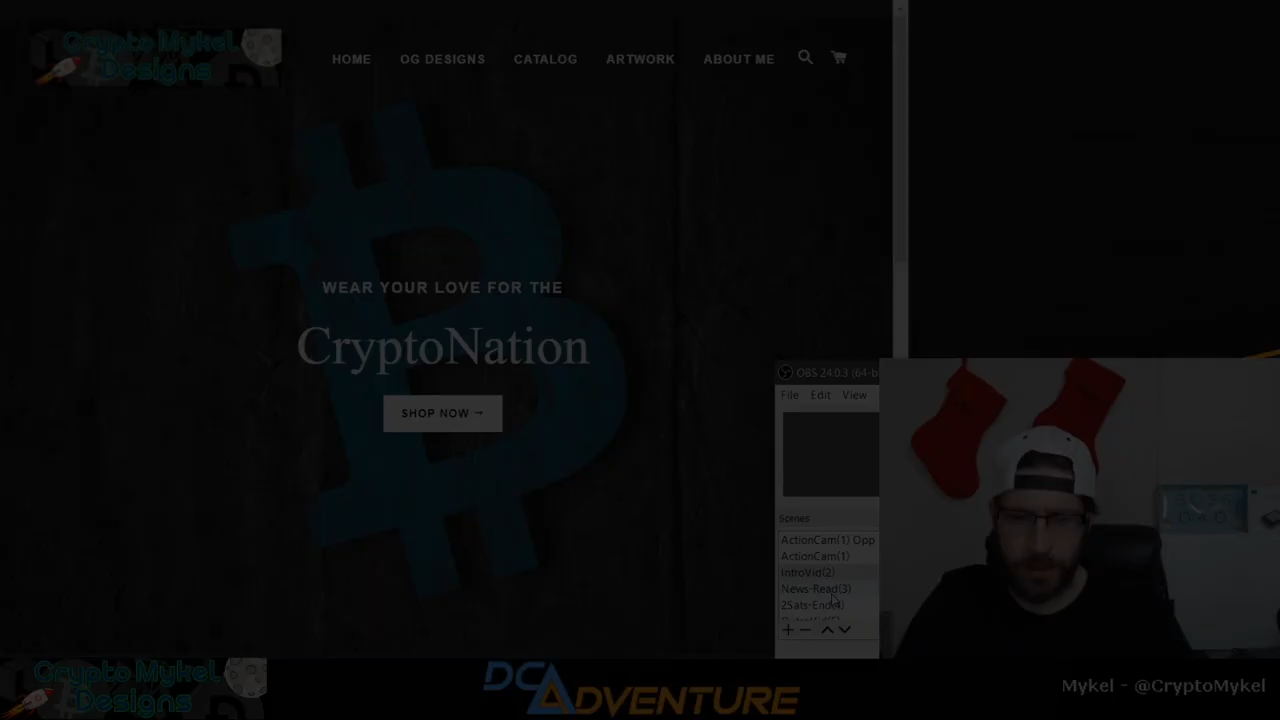 Crypto Mykel
Designs
HOME OG DESIGNS CATALOG ARTWORK ABOUT ME
WEAR YOUR LOVE FOR THE
CryptoNation
SHOP NOW →
OBS 24.0.3 (64-b
File Edit View
Scenes
ActionCam(1) Opp
ActionCam(1)
IntroVid(2)
News-Read(3)
2Sats-End(4)
Crypto Mykel
Designs
DCADVENTURE
Mykel - @CryptoMykel